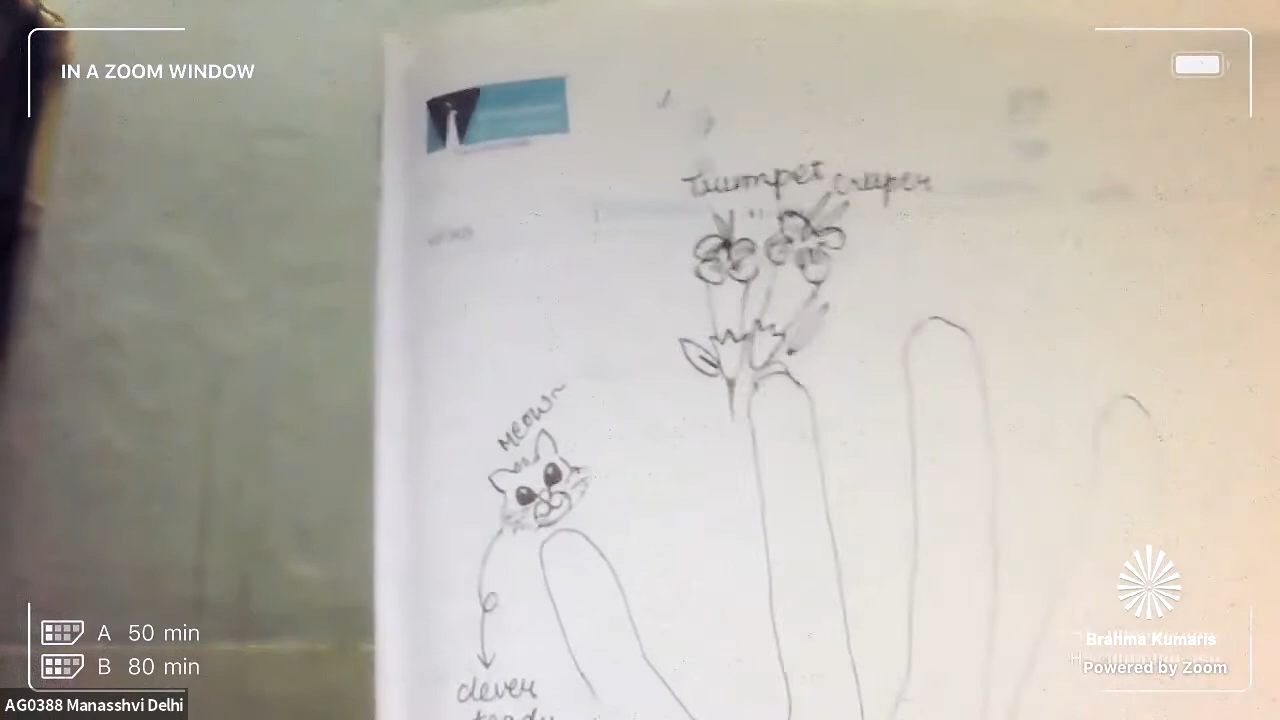 IN A ZOOM WINDOW
Trumpet creeper
MEOW~
clever
A 50 min
B 80 min
Brahma Kumaris
Powered by Zoom
AG0388 Manasshvi Delhi